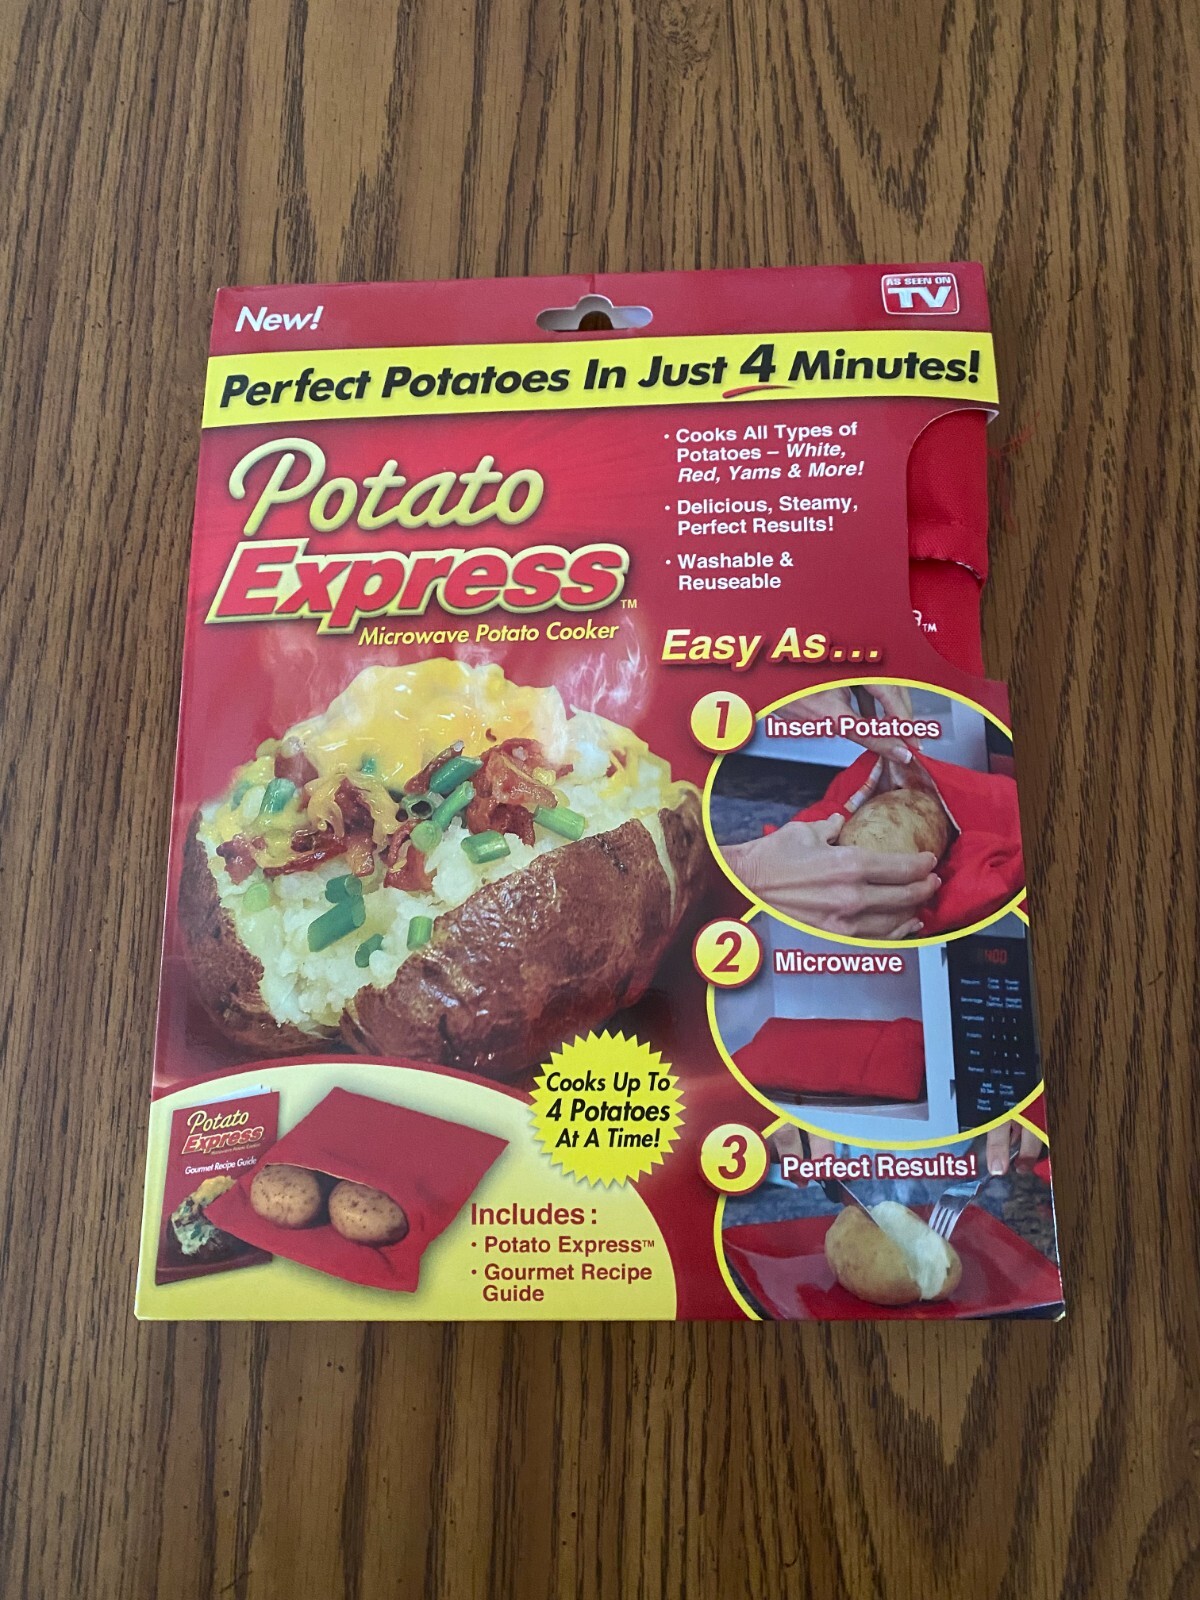 New!
AS SEEN ON
TV
Perfect Potatoes In Just 4 Minutes!
Potato
Express™
Microwave Potato Cooker
• Cooks All Types of
Potatoes – White,
Red, Yams & More!
• Delicious, Steamy,
Perfect Results!
• Washable &
Reuseable
TM
Easy As...
1 Insert Potatoes
2 Microwave
3 Perfect Results!
Cooks Up To
4 Potatoes
At A Time!
Potato
Express
Gourmet Recipe Guide
Includes:
• Potato Express™
• Gourmet Recipe
Guide